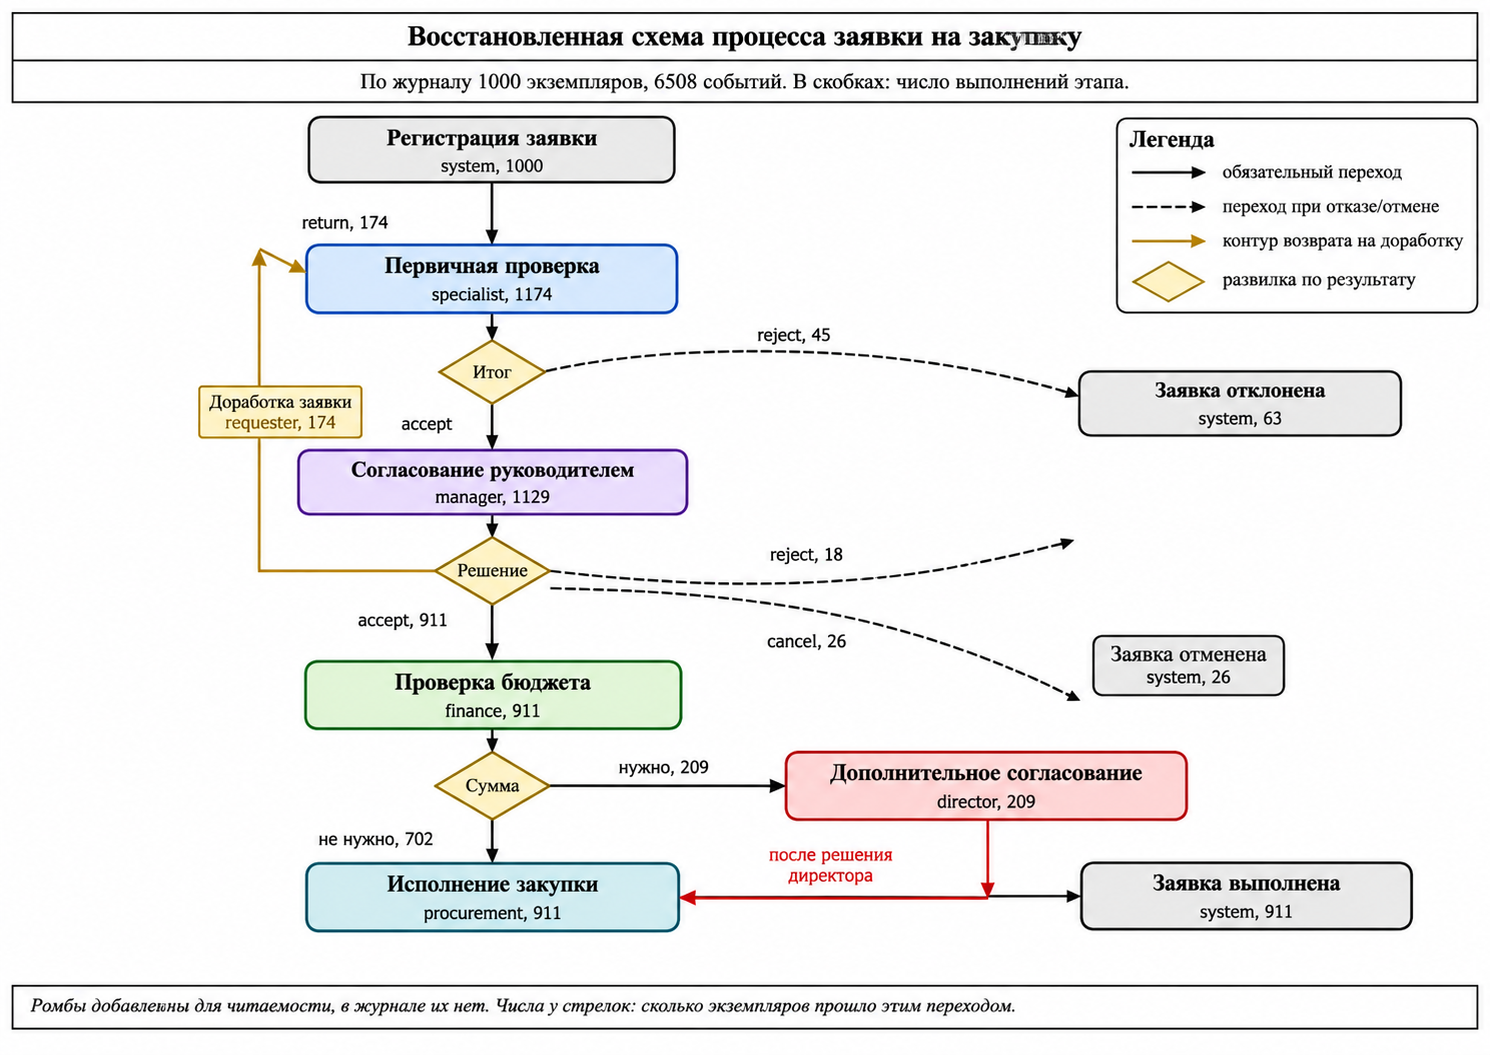 Восстановленная схема процесса заявки на
По журналу 1000 экземпляров, 6508 событий. В скобках: число выполнений этапа.
Регистрация заявки
system, 1000
Легенда
обязательный переход
переход при отказе/отмене
контур возврата на доработку
развилка по результату
return, 174
Первичная проверка
specialist, 1174
Итог
reject, 45
Заявка отклонена
system, 63
Доработка заявки
requester, 174
accept
Согласование руководителем
manager, 1129
Решение
reject, 18
cancel, 26
accept, 911
Заявка отменена
system, 26
Проверка бюджета
finance, 911
Сумма
нужно, 209
Дополнительное согласование
director, 209
не нужно, 702
после решения
директора
Исполнение закупки
procurement, 911
Заявка выполнена
system, 911
Ромбы добавлены для читаемости, в журнале их нет. Числа у стрелок: сколько экземпляров прошло этим переходом.